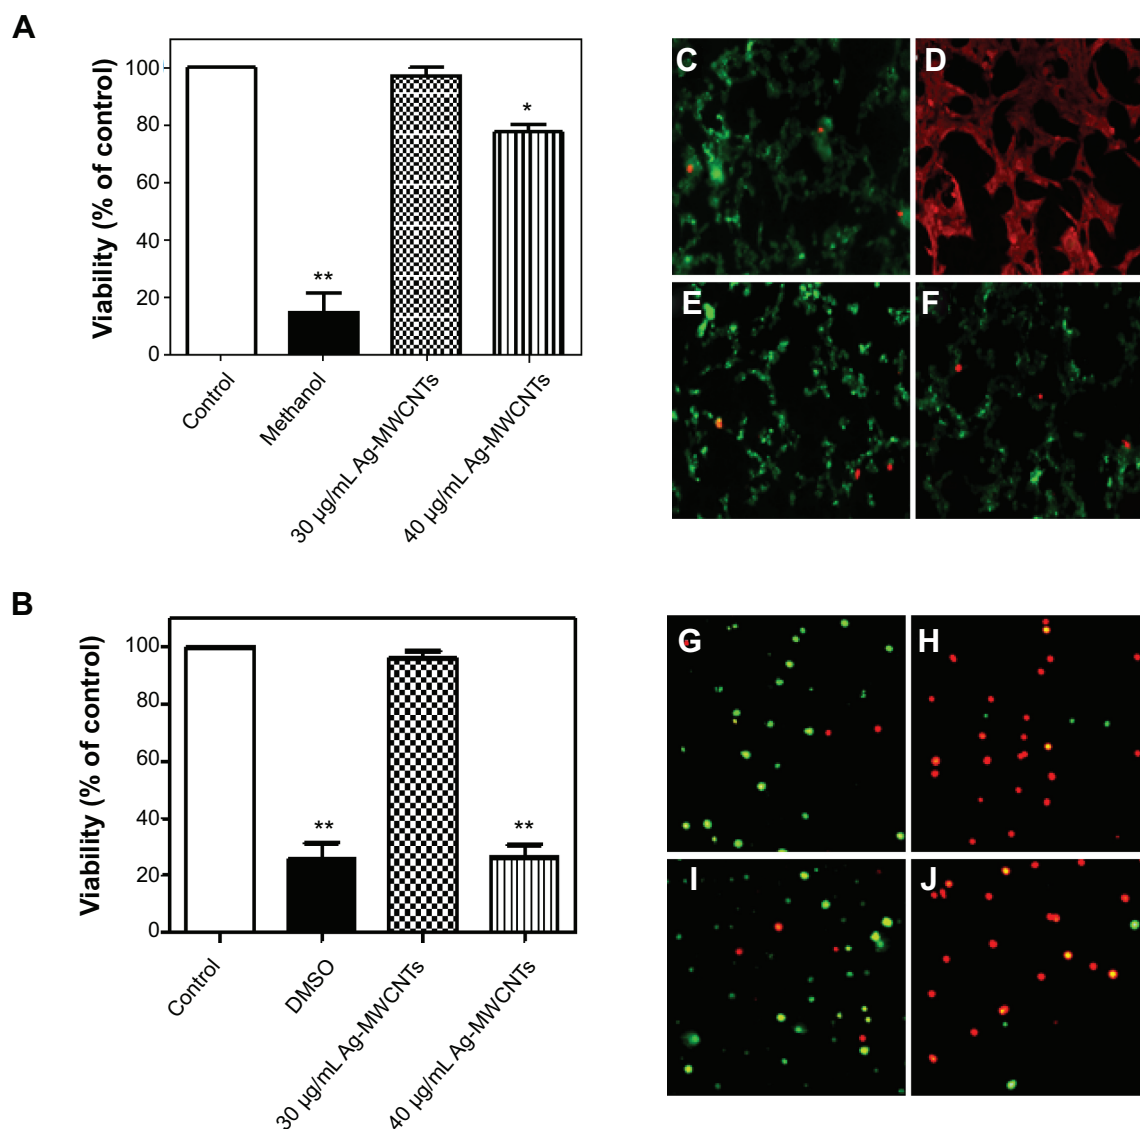 A
Viability (% of control)
100
80
60
40
20
0
**
*
Control
Methanol
30 µg/mL Ag-MWCNTs
40 µg/mL Ag-MWCNTs
C
D
E
F
B
Viability (% of control)
100
80
60
40
20
0
**
**
Control
DMSO
30 µg/mL Ag-MWCNTs
40 µg/mL Ag-MWCNTs
G
H
I
J